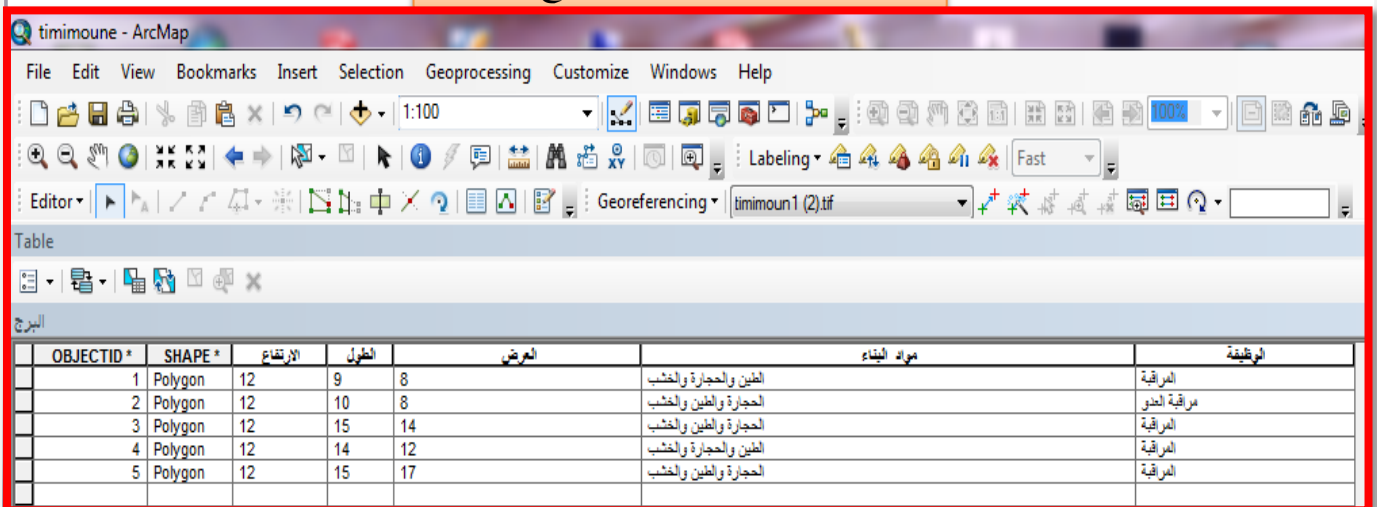 timimoune - ArcMap
File Edit View Bookmarks Insert Selection Geoprocessing Customize Windows Help
1:100 100%
Labeling Fast
Editor Georeferencing timimoun1 (2).tif
Table
البرج
OBJECTID * SHAPE * الارتفاع الطول العرض مواد البناء الوظيفة
1 Polygon 12 9 8 الطين والحجارة والخشب المراقبة
2 Polygon 12 10 8 الحجارة والطين والخشب مراقبة العدو
3 Polygon 12 15 14 الحجارة والطين والخشب المراقبة
4 Polygon 12 14 12 الطين والحجارة والخشب المراقبة
5 Polygon 12 15 17 الحجارة والطين والخشب المراقبة